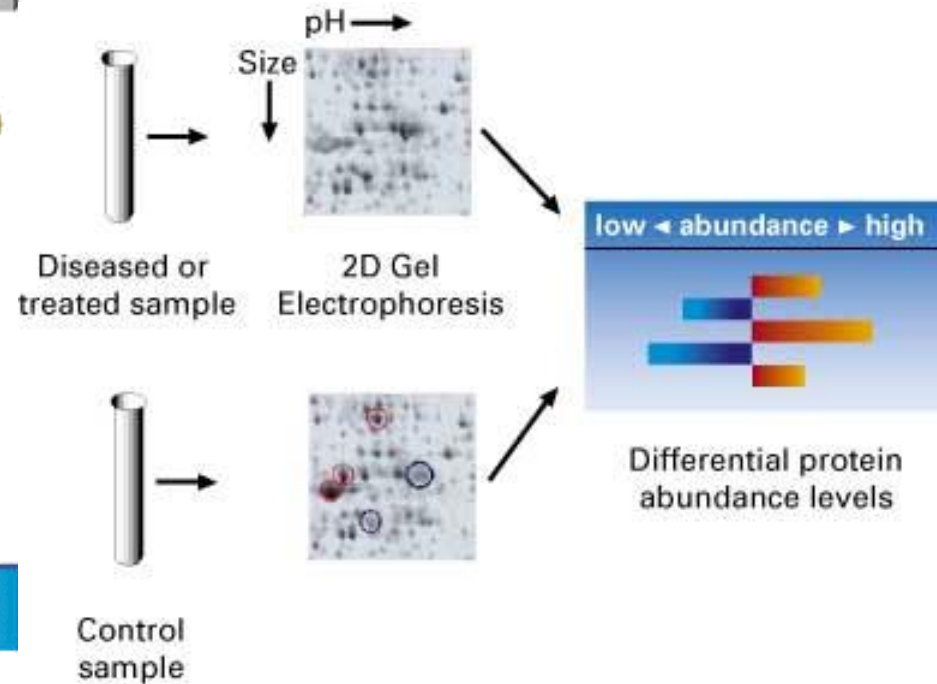 pH
Size
Diseased or
treated sample
2D Gel
Electrophoresis
low ◄ abundance ► high
Differential protein
abundance levels
Control
sample